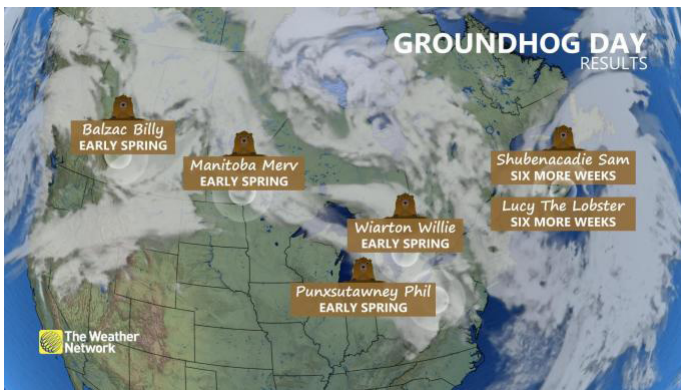 GROUNDHOG DAY
RESULTS
Balzac Billy
EARLY SPRING
Manitoba Merv
EARLY SPRING
Shubenacadie Sam
SIX MORE WEEKS
Lucy The Lobster
SIX MORE WEEKS
Wiarton Willie
EARLY SPRING
Punxsutawney Phil
EARLY SPRING
The Weather
Network